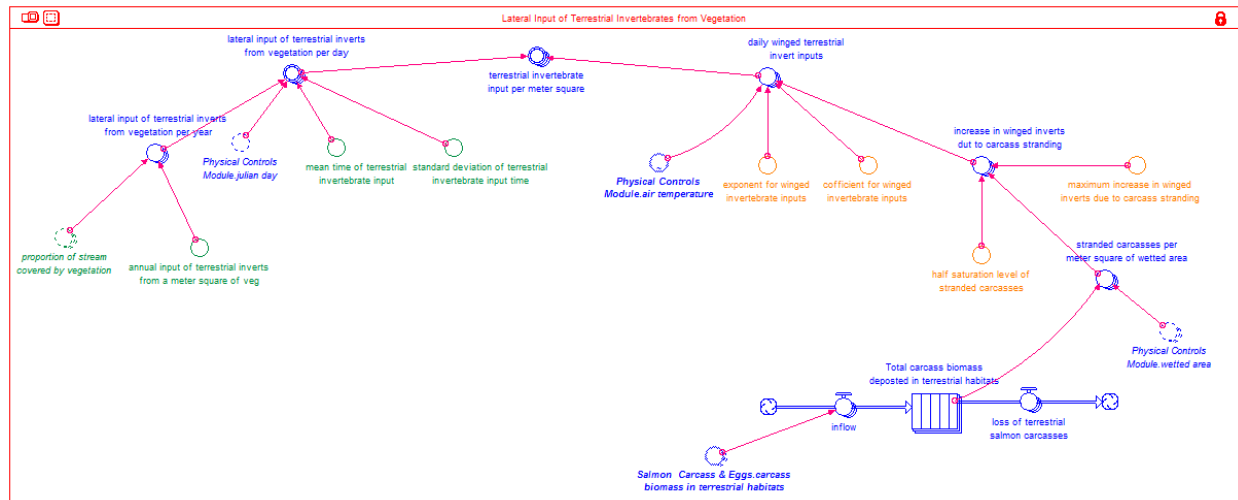 Lateral Input of Terrestrial Invertebrates from Vegetation
lateral input of terrestrial inverts
from vegetation per day
terrestrial invertebrate
input per meter square
daily winged terrestrial
invert inputs
lateral input of terrestrial inverts
from vegetation per year
Physical Controls
Module.julian day
mean time of terrestrial
invertebrate input
standard deviation of terrestrial
invertebrate input time
proportion of stream
covered by vegetation
annual input of terrestrial inverts
from a meter square of veg
Physical Controls
Module.air temperature
exponent for winged
invertebrate inputs
cofficient for winged
invertebrate inputs
increase in winged inverts
dut to carcass stranding
maximum increase in winged
inverts due to carcass stranding
half saturation level of
stranded carcasses
stranded carcasses per
meter square of wetted area
Physical Controls
Module.wetted area
Total carcass biomass
deposted in terrestrial habitats
inflow
loss of terrestrial
salmon carcasses
Salmon Carcass & Eggs.carcass
biomass in terrestrial habitats